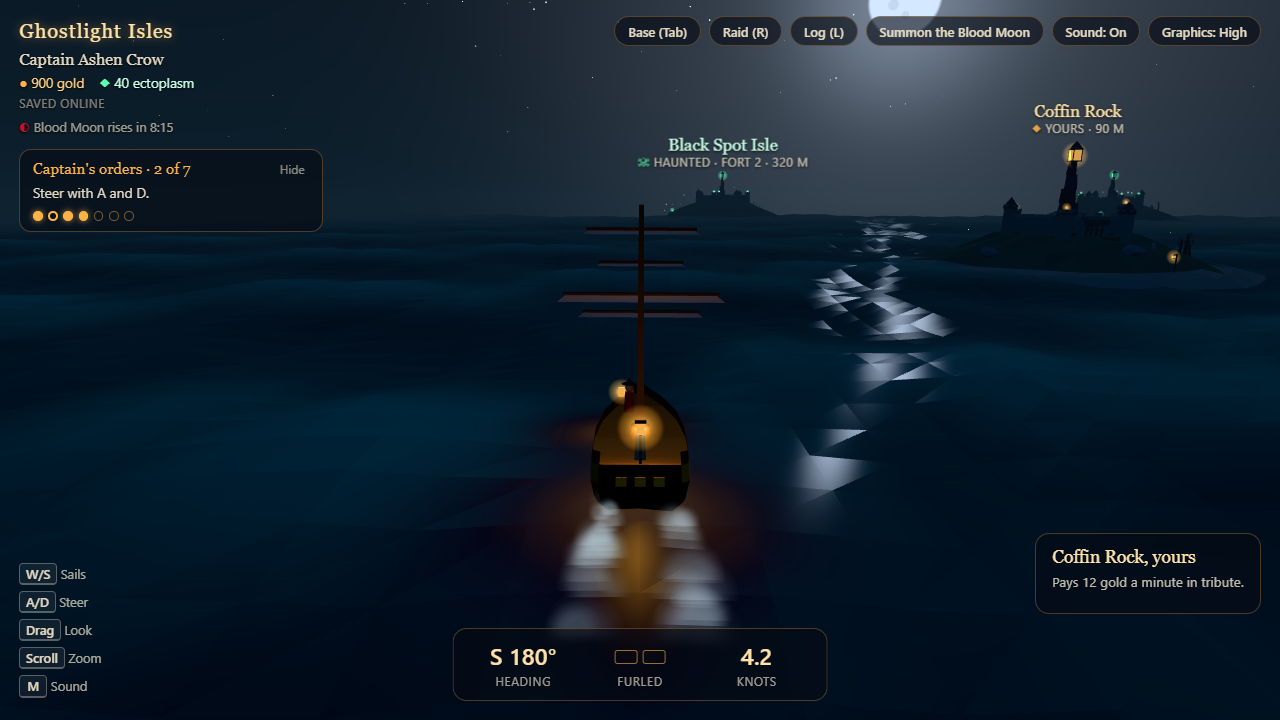 Ghostlight Isles
Captain Ashen Crow
900 gold 40 ectoplasm
SAVED ONLINE
Blood Moon rises in 8:15
Captain's orders · 2 of 7 Hide
Steer with A and D.
Base (Tab) Raid (R) Log (L) Summon the Blood Moon Sound: On Graphics: High
Coffin Rock
YOURS · 90 M
Black Spot Isle
HAUNTED · FORT 2 · 320 M
Coffin Rock, yours
Pays 12 gold a minute in tribute.
W/S Sails
A/D Steer
Drag Look
Scroll Zoom
M Sound
S 180° 4.2
HEADING FURLED KNOTS